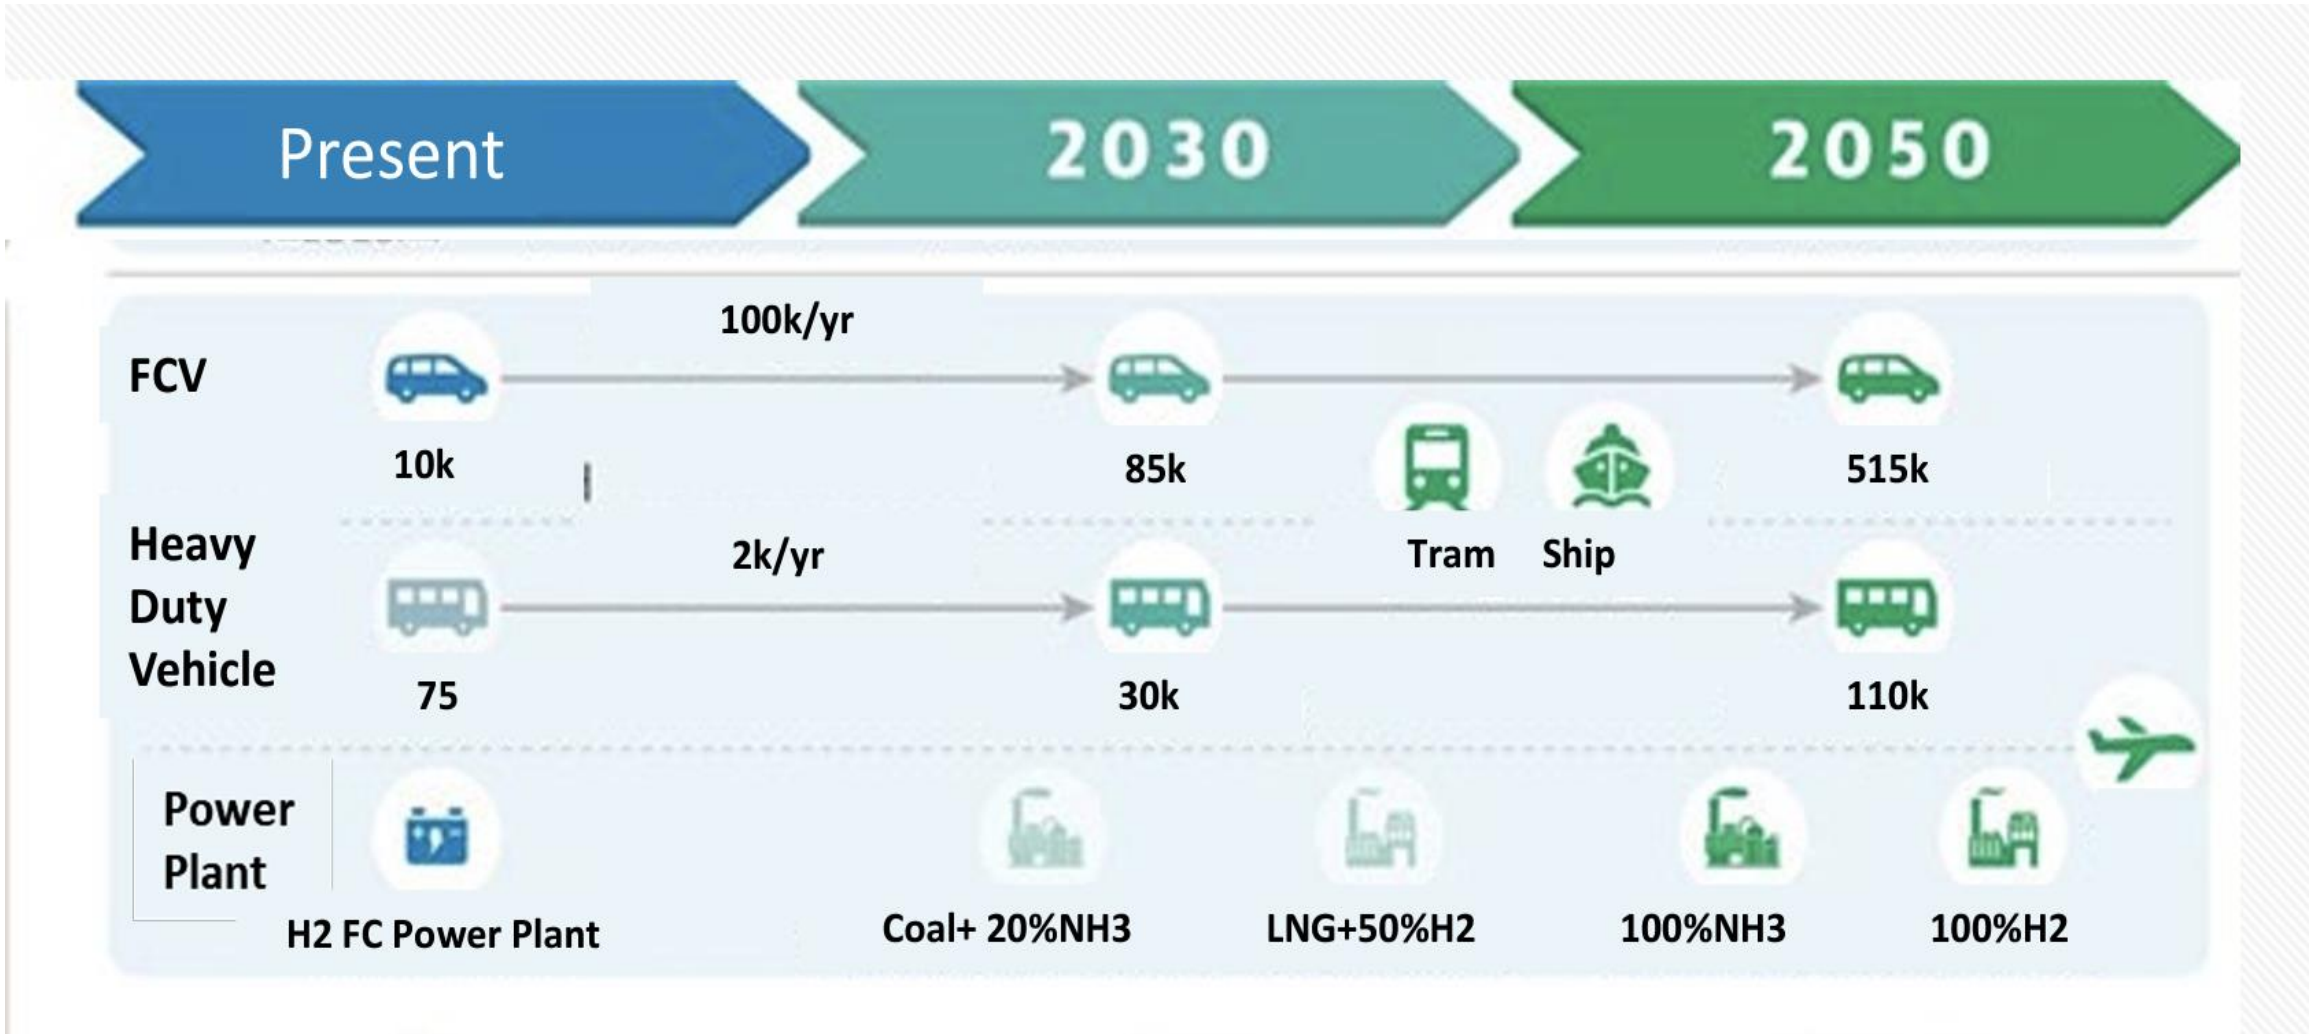 Present
2030
2050
100k/yr
FCV
10k
85k
515k
Heavy
Duty
Vehicle
2k/yr
Tram
Ship
75
30k
110k
Power
Plant
H2 FC Power Plant
Coal+ 20%NH3
LNG+50%H2
100%NH3
100%H2